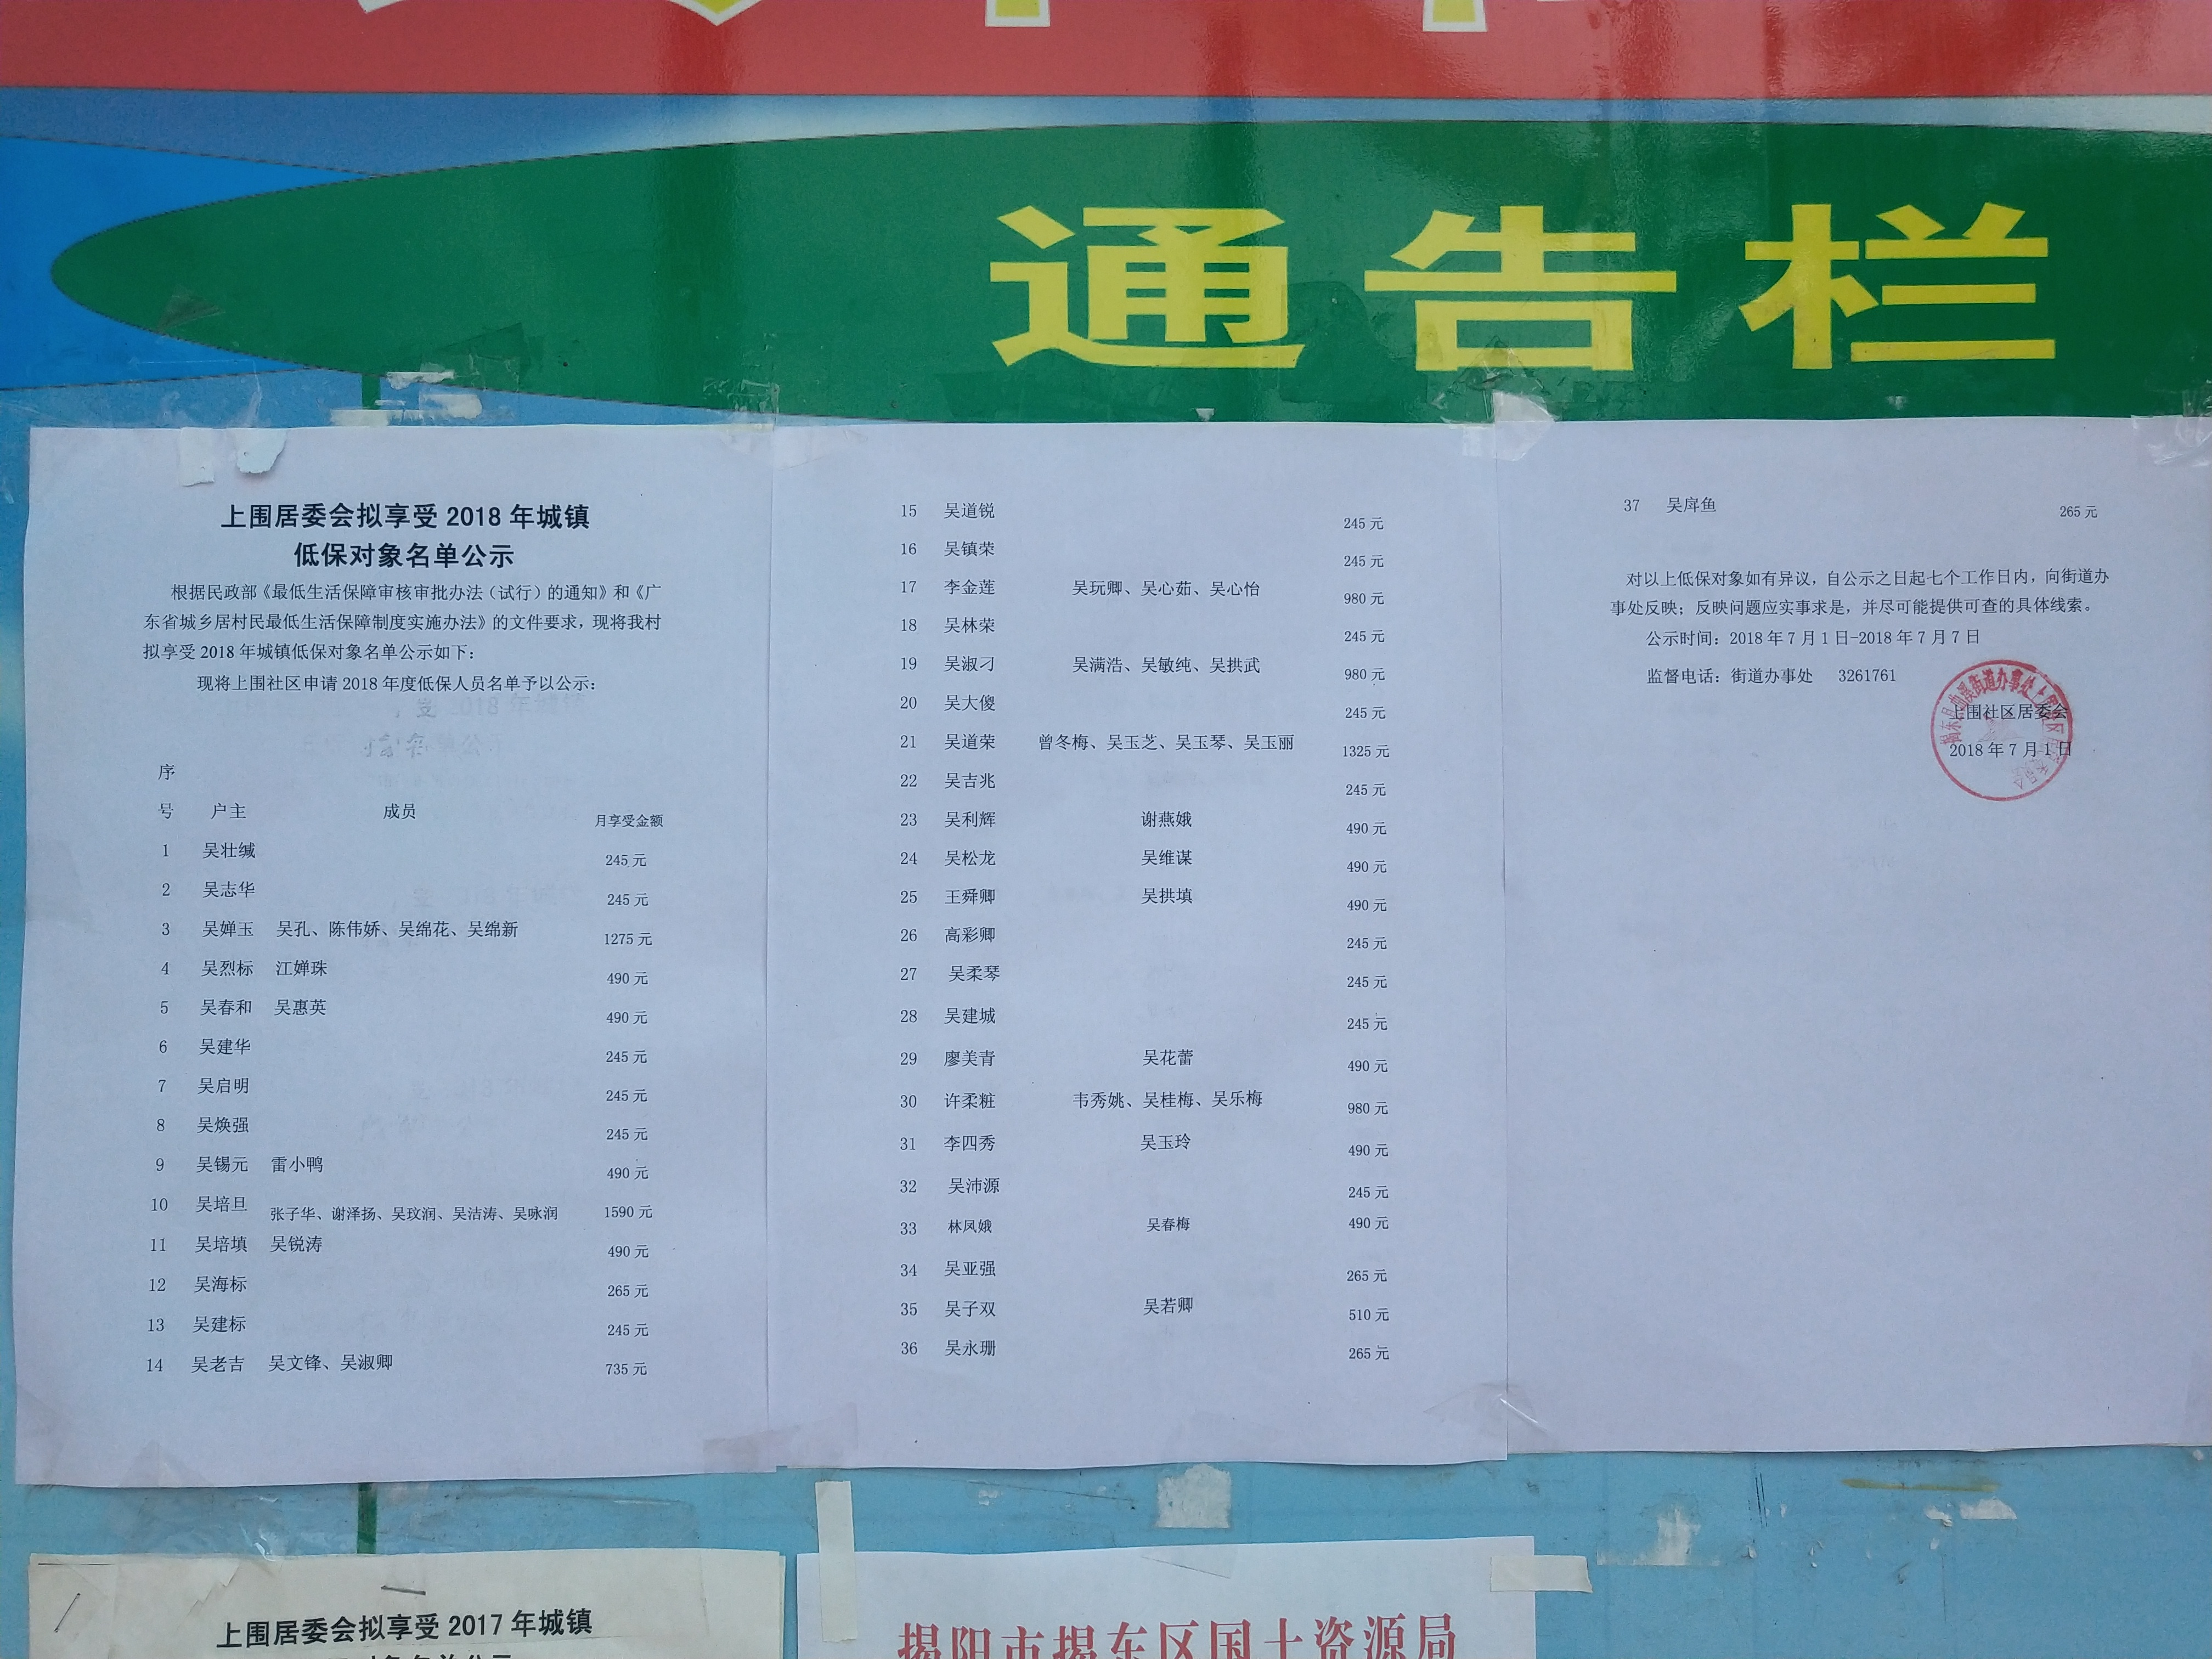 通告栏
上围居委会拟享受 2018 年城镇
低保对象名单公示
根据民政部《最低生活保障审核审批办法（试行）的通知》和《广
东省城乡居村民最低生活保障制度实施办法》的文件要求，现将我村
拟享受 2018 年城镇低保对象名单公示如下：
现将上围社区申请 2018 年度低保人员名单予以公示：
序
号 户主 成员 月享受金额
1 吴壮缄 245 元
2 吴志华 245 元
3 吴婵玉 吴孔、陈伟娇、吴绵花、吴绵新 1275 元
4 吴烈标 江婵珠 490 元
5 吴春和 吴惠英 490 元
6 吴建华 245 元
7 吴启明 245 元
8 吴焕强 245 元
9 吴锡元 雷小鸭 490 元
10 吴培旦 张子华、谢泽扬、吴玟润、吴洁涛、吴咏润 1590 元
11 吴培填 吴锐涛 490 元
12 吴海标 265 元
13 吴建标 245 元
14 吴老吉 吴文锋、吴淑卿 735 元
15 吴道锐 245 元
16 吴镇荣 245 元
17 李金莲 吴玩卿、吴心茹、吴心怡 980 元
18 吴林荣 245 元
19 吴淑刁 吴满浩、吴敏纯、吴拱武 980 元
20 吴大傻 245 元
21 吴道荣 曾冬梅、吴玉芝、吴玉琴、吴玉丽 1325 元
22 吴吉兆 245 元
23 吴利辉 谢燕娥 490 元
24 吴松龙 吴维谋 490 元
25 王舜卿 吴拱填 490 元
26 高彩卿 245 元
27 吴柔琴 245 元
28 吴建城 245 元
29 廖美青 吴花蕾 490 元
30 许柔粧 韦秀姚、吴桂梅、吴乐梅 980 元
31 李四秀 吴玉玲 490 元
32 吴沛源 245 元
33 林凤娥 吴春梅 490 元
34 吴亚强 265 元
35 吴子双 吴若卿 510 元
36 吴永珊 265 元
37 吴戽鱼 265 元
对以上低保对象如有异议，自公示之日起七个工作日内，向街道办
事处反映；反映问题应实事求是，并尽可能提供可查的具体线索。
公示时间：2018 年 7 月 1 日-2018 年 7 月 7 日
监督电话：街道办事处 3261761
上围社区居委会
2018 年 7 月 1 日
上围居委会拟享受 2017 年城镇
揭阳市揭东区国土资源局